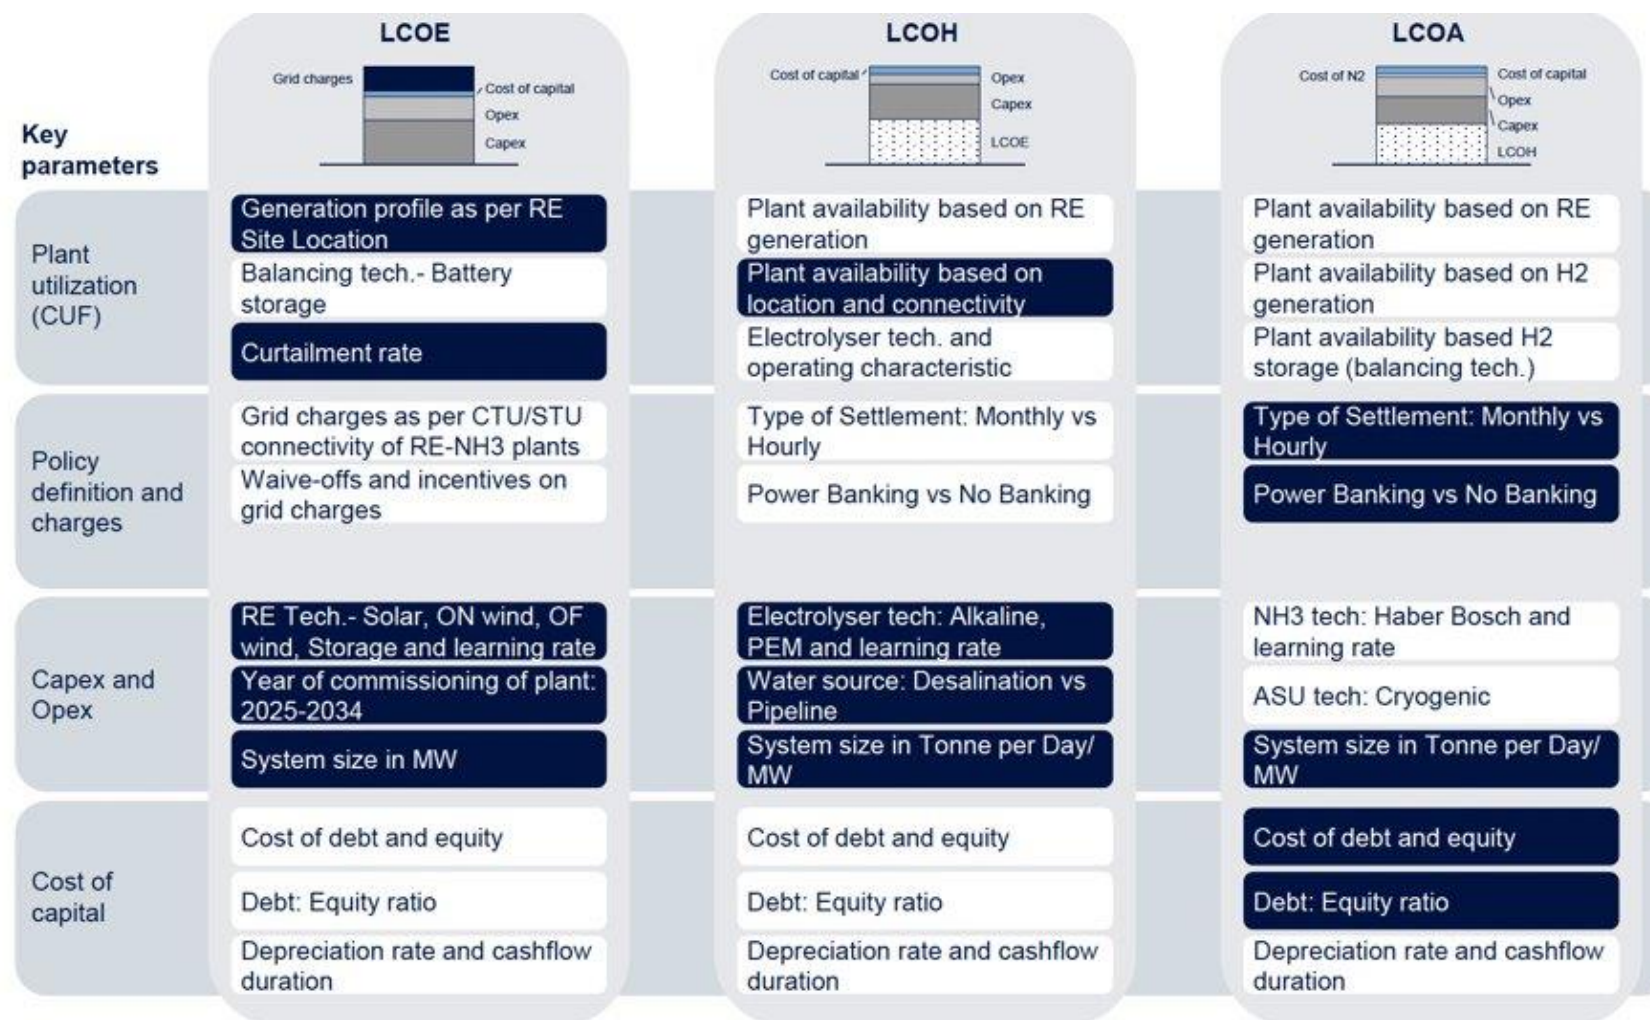 LCOE
LCOH
LCOA
Grid charges
Cost of capital
Opex
Capex
Cost of capital
Opex
Capex
LCOE
Cost of N2
Cost of capital
Opex
Capex
LCOH
Key
parameters
Plant
utilization
(CUF)
Generation profile as per RE
Site Location
Balancing tech.- Battery
storage
Curtailment rate
Plant availability based on RE
generation
Plant availability based on
location and connectivity
Electrolyser tech. and
operating characteristic
Plant availability based on RE
generation
Plant availability based on H2
generation
Plant availability based H2
storage (balancing tech.)
Policy
definition and
charges
Grid charges as per CTU/STU
connectivity of RE-NH3 plants
Waive-offs and incentives on
grid charges
Type of Settlement: Monthly vs
Hourly
Power Banking vs No Banking
Type of Settlement: Monthly vs
Hourly
Power Banking vs No Banking
Capex and
Opex
RE Tech.- Solar, ON wind, OF
wind, Storage and learning rate
Year of commissioning of plant:
2025-2034
System size in MW
Electrolyser tech: Alkaline,
PEM and learning rate
Water source: Desalination vs
Pipeline
System size in Tonne per Day/
MW
NH3 tech: Haber Bosch and
learning rate
ASU tech: Cryogenic
System size in Tonne per Day/
MW
Cost of
capital
Cost of debt and equity
Debt: Equity ratio
Depreciation rate and cashflow
duration
Cost of debt and equity
Debt: Equity ratio
Depreciation rate and cashflow
duration
Cost of debt and equity
Debt: Equity ratio
Depreciation rate and cashflow
duration